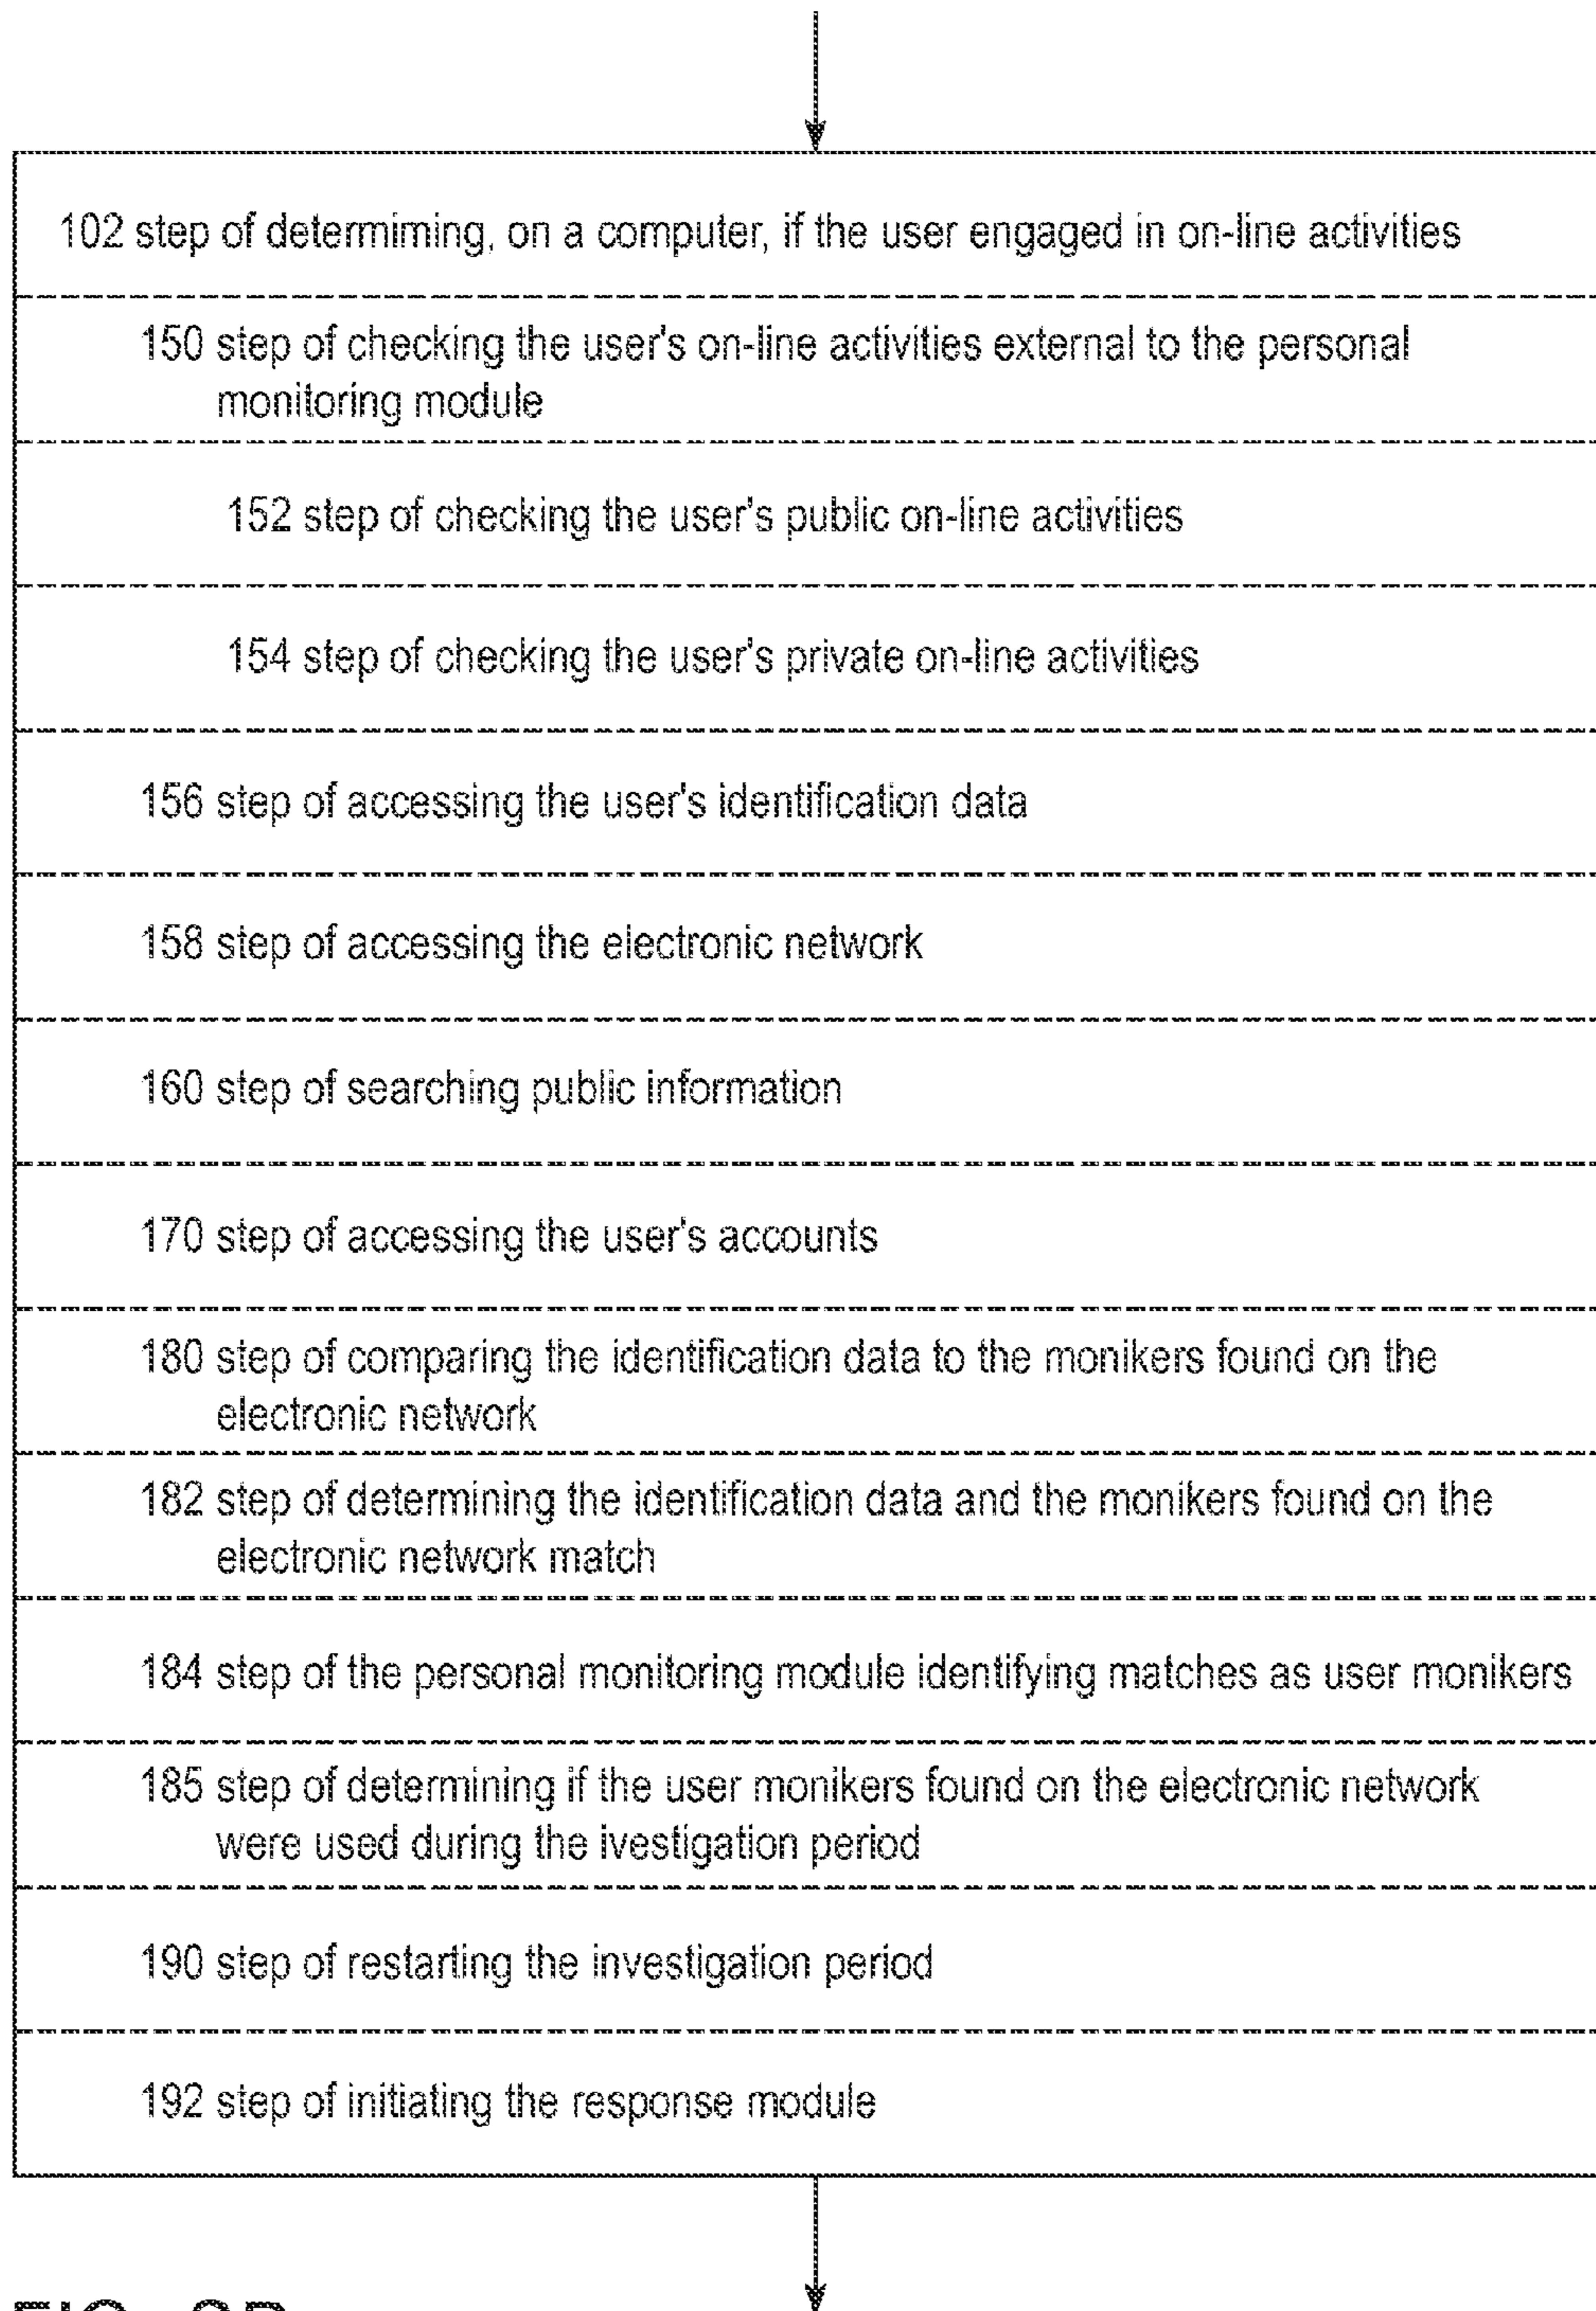 102 step of determiming, on a computer, if the user engaged in on-line activities
150 step of checking the user's on-line activities external to the personal
monitoring module
152 step of checking the user's public on-line activities
154 step of checking the user's private on-line activities
156 step of accessing the user's identification data
158 step of accessing the electronic network
160 step of searching public information
170 step of accessing the user's accounts
180 step of comparing the identification data to the monikers found on the
electronic network
182 step of determining the identification data and the monikers found on the
electronic network match
184 step of the personal monitoring module identifying matches as user monikers
185 step of determining if the user monikers found on the electronic network
were used during the ivestigation period
190 step of restarting the investigation period
192 step of initiating the response module